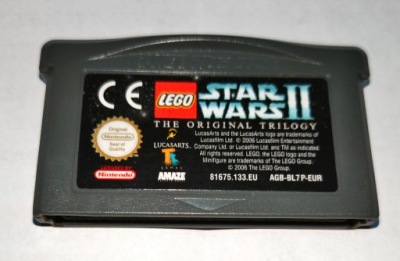 CE
LEGO
STAR
WARS II
THE ORIGINAL TRILOGY
Original
Nintendo
Seal of
Quality
Nintendo
LUCASARTS
GAMES
AMAZE
LucasArts and the LucasArts logo are trademarks of
Lucasfilm Ltd. © 2006 Lucasfilm Entertainment
Company Ltd. or Lucasfilm Ltd. and TM as indicated.
All rights reserved. LEGO, the LEGO logo and the
Minifigure are trademarks of The LEGO Group.
© 2006 The LEGO Group.
81675.133.EU
AGB-BL7P-EUR